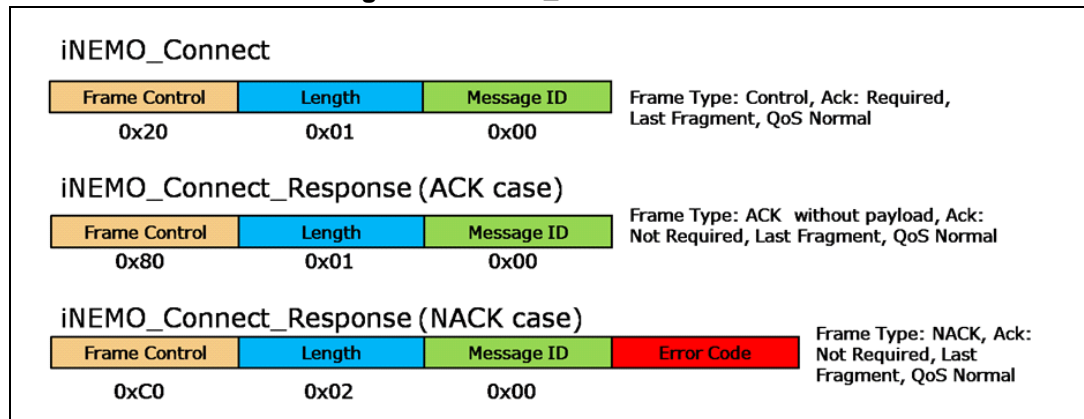 iNEMO_Connect
Frame Control Length Message ID
0x20 0x01 0x00
Frame Type: Control, Ack: Required,
Last Fragment, QoS Normal
iNEMO_Connect_Response (ACK case)
Frame Control Length Message ID
0x80 0x01 0x00
Frame Type: ACK without payload, Ack:
Not Required, Last Fragment, QoS Normal
iNEMO_Connect_Response (NACK case)
Frame Control Length Message ID Error Code
0xC0 0x02 0x00
Frame Type: NACK, Ack:
Not Required, Last
Fragment, QoS Normal